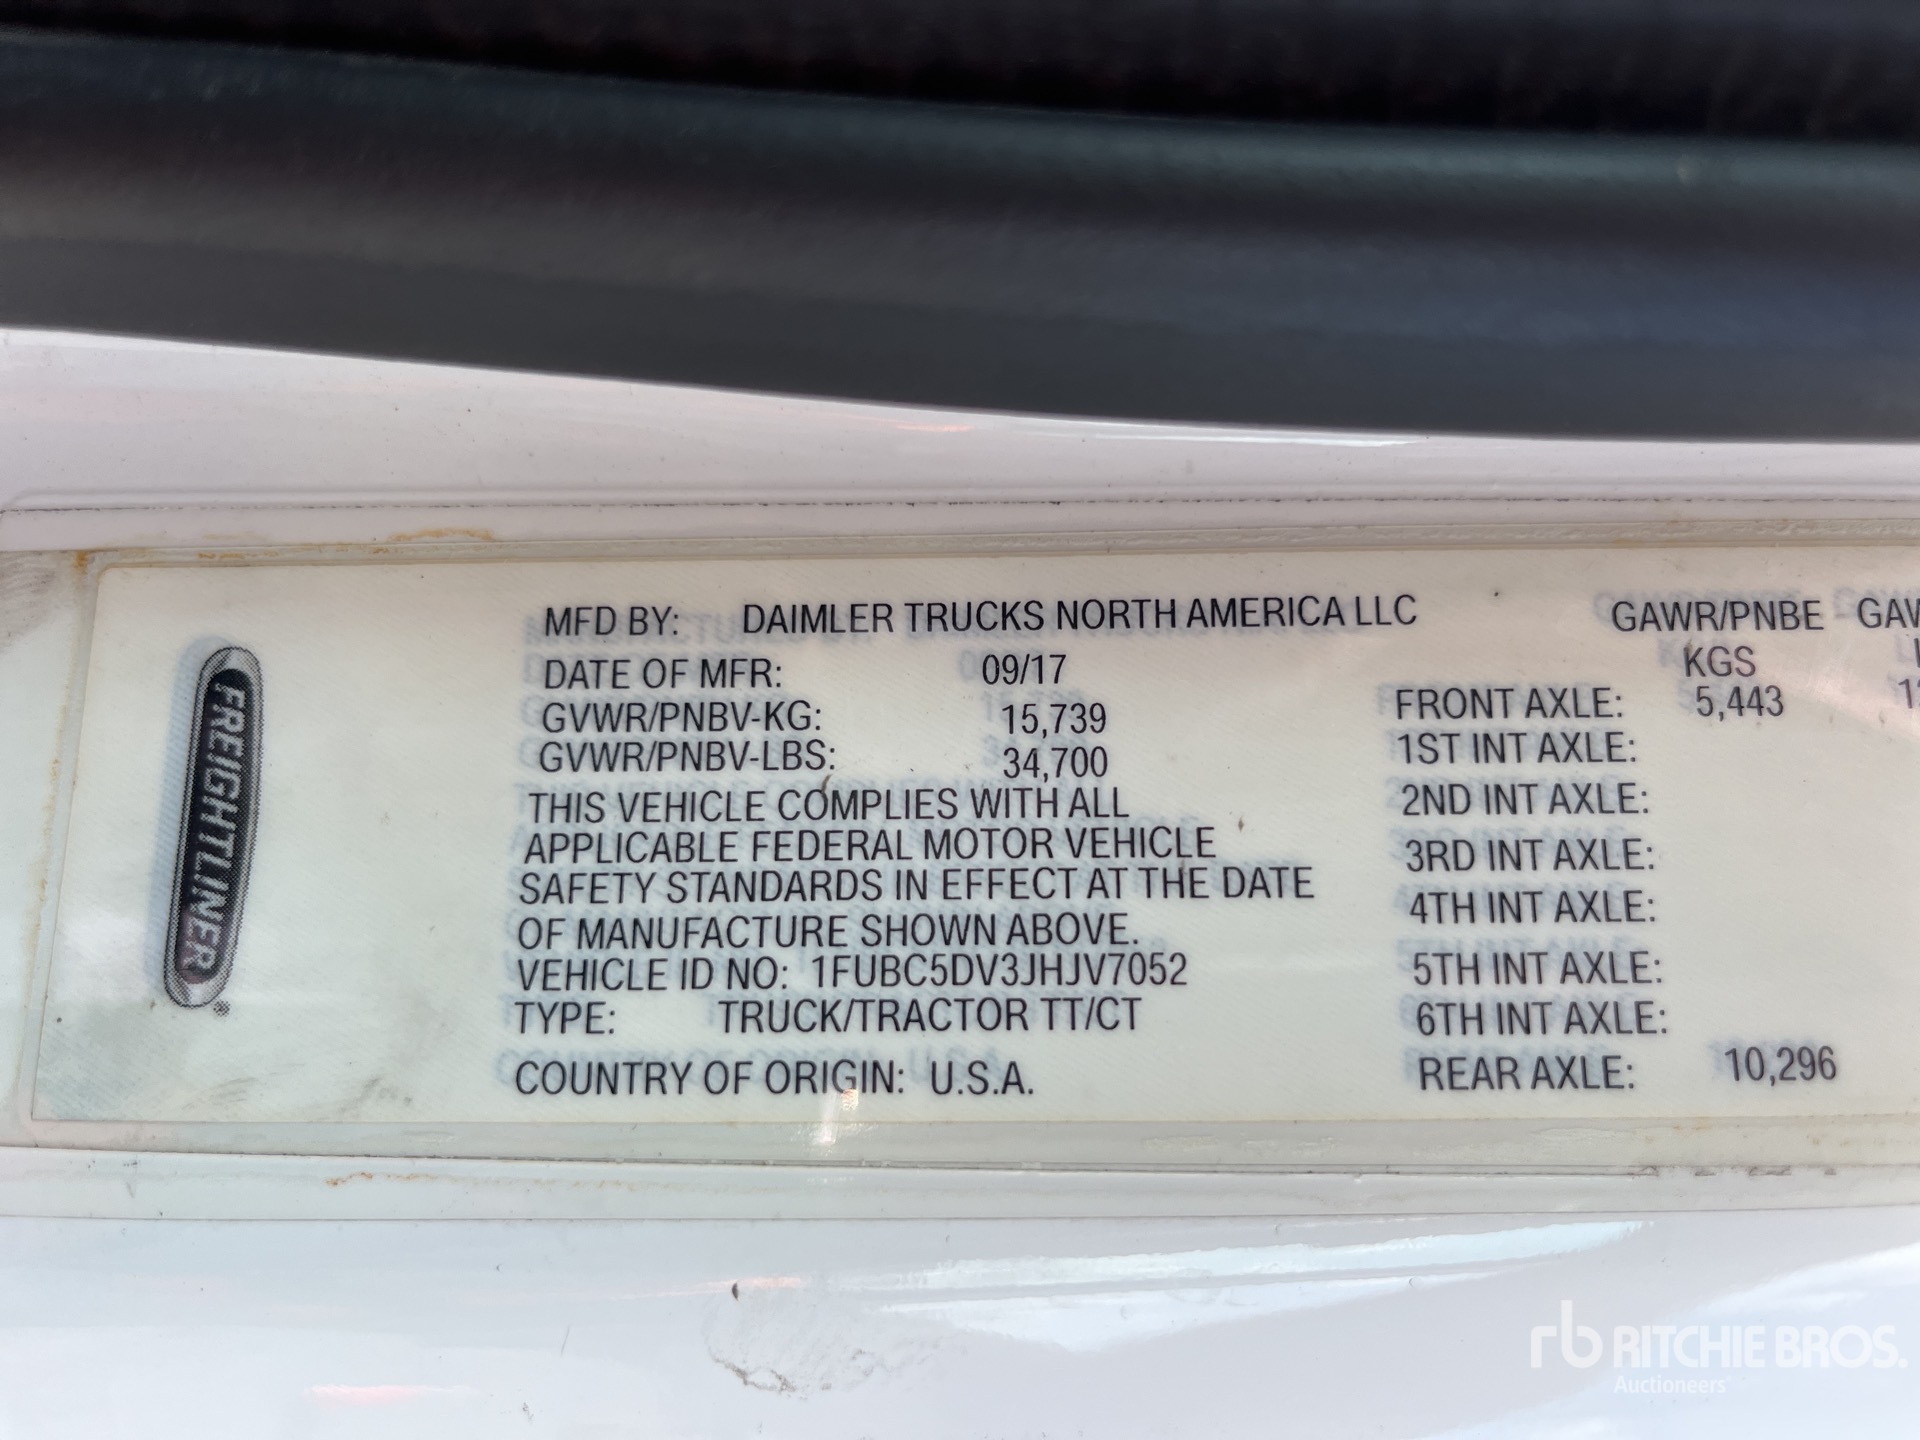 FREIGHTLINER®
MFD BY: DAIMLER TRUCKS NORTH AMERICA LLC
DATE OF MFR: 09/17
GVWR/PNBV-KG: 15,739
GVWR/PNBV-LBS: 34,700
THIS VEHICLE COMPLIES WITH ALL
APPLICABLE FEDERAL MOTOR VEHICLE
SAFETY STANDARDS IN EFFECT AT THE DATE
OF MANUFACTURE SHOWN ABOVE.
VEHICLE ID NO: 1FUBC5DV3JHJV7052
TYPE: TRUCK/TRACTOR TT/CT
COUNTRY OF ORIGIN: U.S.A.
GAWR/PNBE
KGS
FRONT AXLE: 5,443
1ST INT AXLE:
2ND INT AXLE:
3RD INT AXLE:
4TH INT AXLE:
5TH INT AXLE:
6TH INT AXLE:
REAR AXLE: 10,296
rb RITCHIE BROS.
Auctioneers